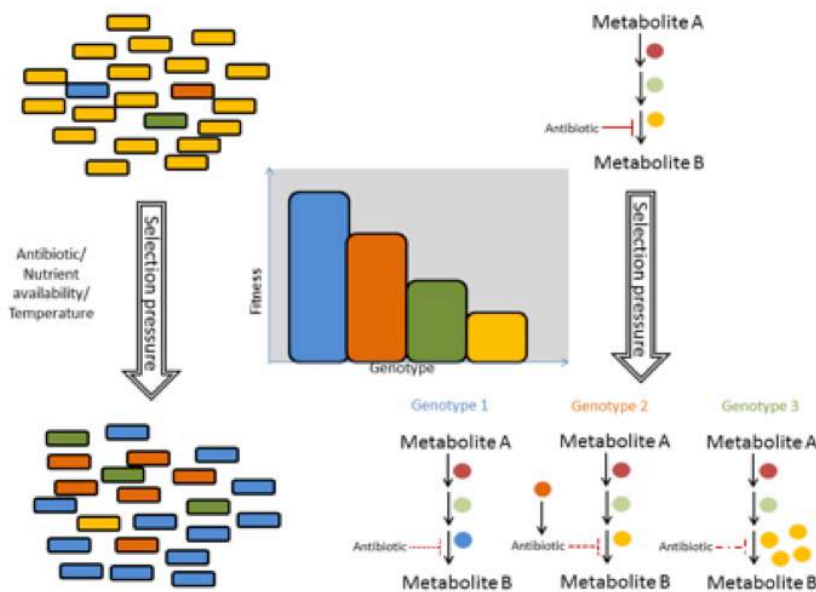 Metabolite A
Antibiotic
Metabolite B
Antibiotic/
Nutrient
availability/
Temperature
Selection pressure
Fitness
Genotype
Selection pressure
Genotype 1
Genotype 2
Genotype 3
Metabolite A
Metabolite A
Metabolite A
Antibiotic
Antibiotic
Antibiotic
Metabolite B
Metabolite B
Metabolite B